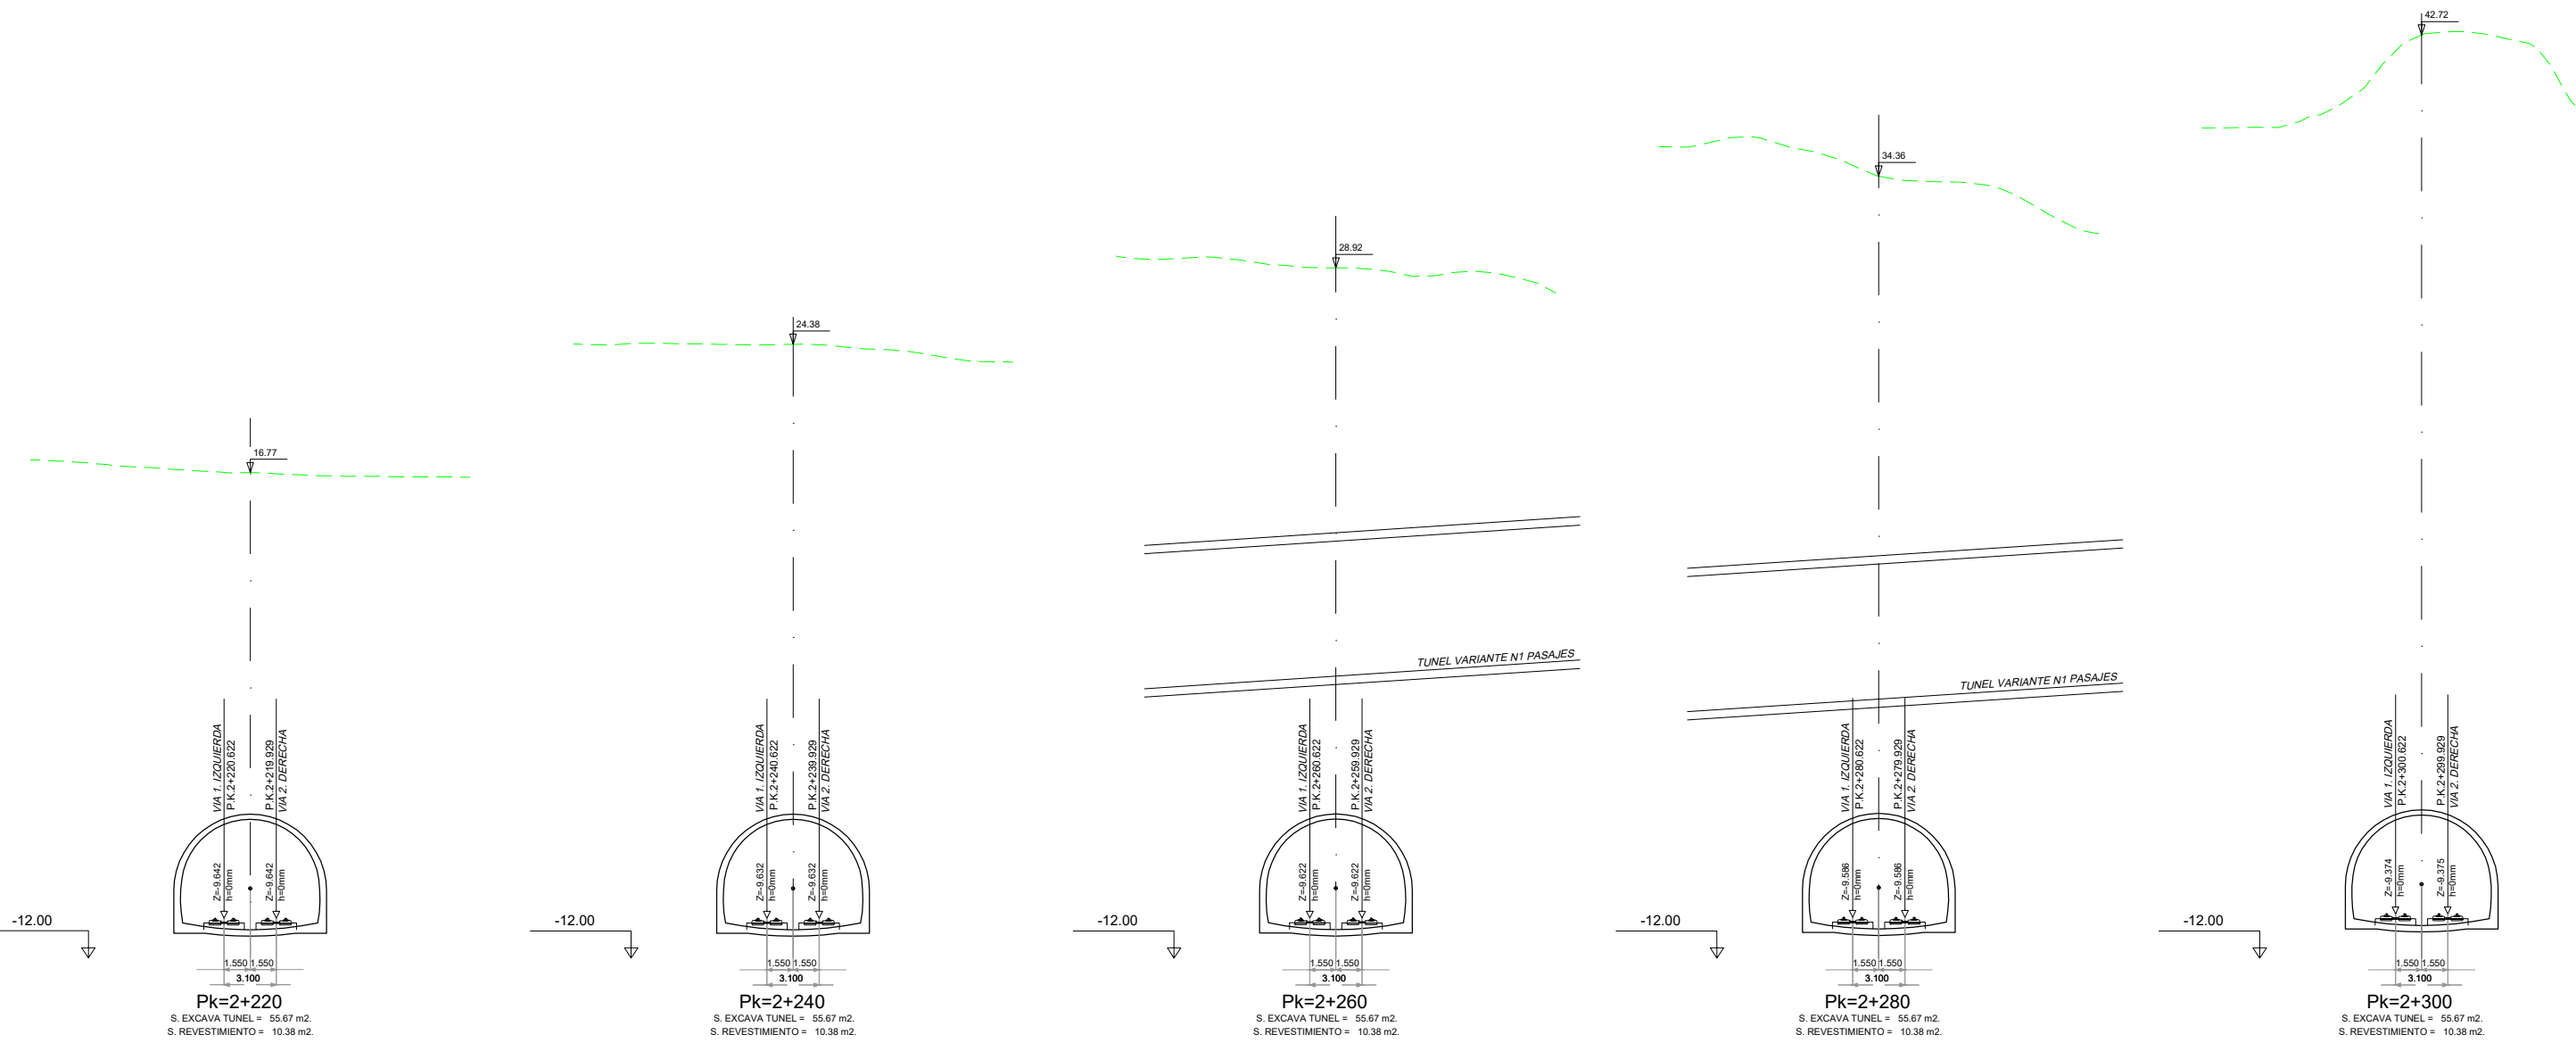 16.77
VIA 1. IZQUIERDA
P.K.2+220.622
P.K.2+219.929
VIA 2. DERECHA
Z=-9.642
h=0mm
Z=-9.642
h=0mm
-12.00
1.550 1.550
3.100
Pk=2+220
S. EXCAVA TUNEL = 55.67 m2.
S. REVESTIMIENTO = 10.38 m2.
24.38
VIA 1. IZQUIERDA
P.K.2+240.622
P.K.2+239.929
VIA 2. DERECHA
Z=-9.632
h=0mm
Z=-9.632
h=0mm
-12.00
1.550 1.550
3.100
Pk=2+240
S. EXCAVA TUNEL = 55.67 m2.
S. REVESTIMIENTO = 10.38 m2.
28.92
TUNEL VARIANTE N1 PASAJES
VIA 1. IZQUIERDA
P.K.2+260.622
P.K.2+259.929
VIA 2. DERECHA
Z=-9.622
h=0mm
Z=-9.622
h=0mm
-12.00
1.550 1.550
3.100
Pk=2+260
S. EXCAVA TUNEL = 55.67 m2.
S. REVESTIMIENTO = 10.38 m2.
34.36
TUNEL VARIANTE N1 PASAJES
VIA 1. IZQUIERDA
P.K.2+280.622
P.K.2+279.929
VIA 2. DERECHA
Z=-9.586
h=0mm
Z=-9.586
h=0mm
-12.00
1.550 1.550
3.100
Pk=2+280
S. EXCAVA TUNEL = 55.67 m2.
S. REVESTIMIENTO = 10.38 m2.
42.72
VIA 1. IZQUIERDA
P.K.2+300.622
P.K.2+299.929
VIA 2. DERECHA
Z=-9.374
h=0mm
Z=-9.375
h=0mm
-12.00
1.550 1.550
3.100
Pk=2+300
S. EXCAVA TUNEL = 55.67 m2.
S. REVESTIMIENTO = 10.38 m2.